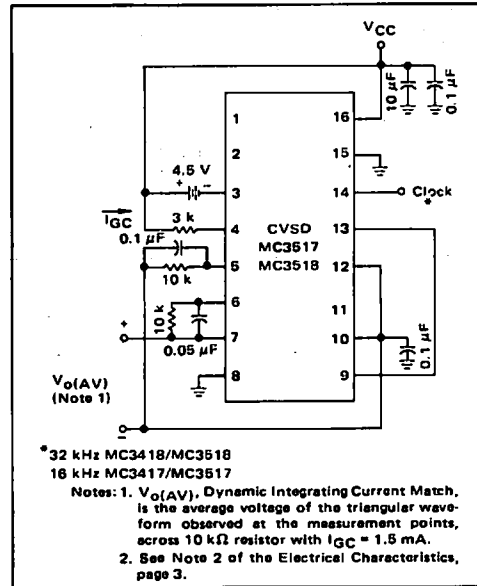 VCC
10 μF
0.1 μF
1
16
2
15
4.5 V
+ -
3
14
Clock
*
IGC
3 k
4
CVSD
13
0.1 μF
MC3517
5
MC3518
12
10 k
6
11
10 k
+
7
10
0.05 μF
0.1 μF
8
9
Vo(AV)
(Note 1)
-
*32 kHz MC3418/MC3518
16 kHz MC3417/MC3517
Notes: 1. Vo(AV), Dynamic Integrating Current Match,
is the average voltage of the triangular wave-
form observed at the measurement points,
across 10 kΩ resistor with IGC = 1.5 mA.
2. See Note 2 of the Electrical Characteristics,
page 3.